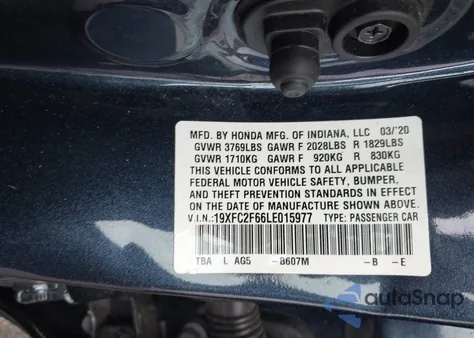 MFD. BY HONDA MFG. OF INDIANA, LLC 03/20
GVWR 3769LBS GAWR F 2028LBS R 1829LBS
GVWR 1710KG GAWR F 920KG R 830KG
THIS VEHICLE CONFORMS TO ALL APPLICABLE
FEDERAL MOTOR VEHICLE SAFETY, BUMPER,
AND THEFT PREVENTION STANDARDS IN EFFECT
ON THE DATE OF MANUFACTURE SHOWN ABOVE.
V.I.N.:19XFC2F66LE015977 TYPE: PASSENGER CAR
TBA L AG5 -B607M -B -E
autoSnap